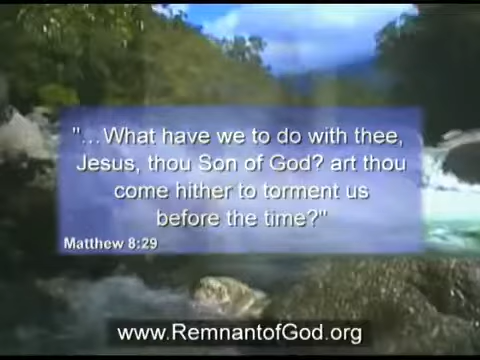 "...What have we to do with thee,
Jesus, thou Son of God? art thou
come hither to torment us
before the time?"
Matthew 8:29
www.RemnantofGod.org